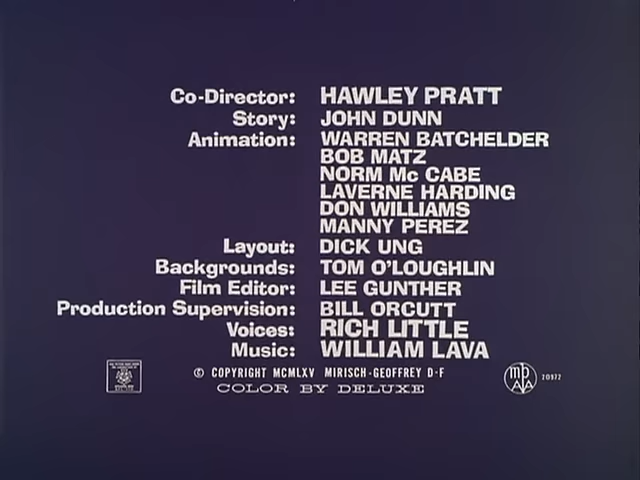 Co-Director: HAWLEY PRATT
Story: JOHN DUNN
Animation: WARREN BATCHELDER
BOB MATZ
NORM Mc CABE
LAVERNE HARDING
DON WILLIAMS
MANNY PEREZ
Layout: DICK UNG
Backgrounds: TOM O'LOUGHLIN
Film Editor: LEE GUNTHER
Production Supervision: BILL ORCUTT
Voices: RICH LITTLE
Music: WILLIAM LAVA
© COPYRIGHT MCMLXV MIRISCH-GEOFFREY D-F
COLOR BY DELUXE